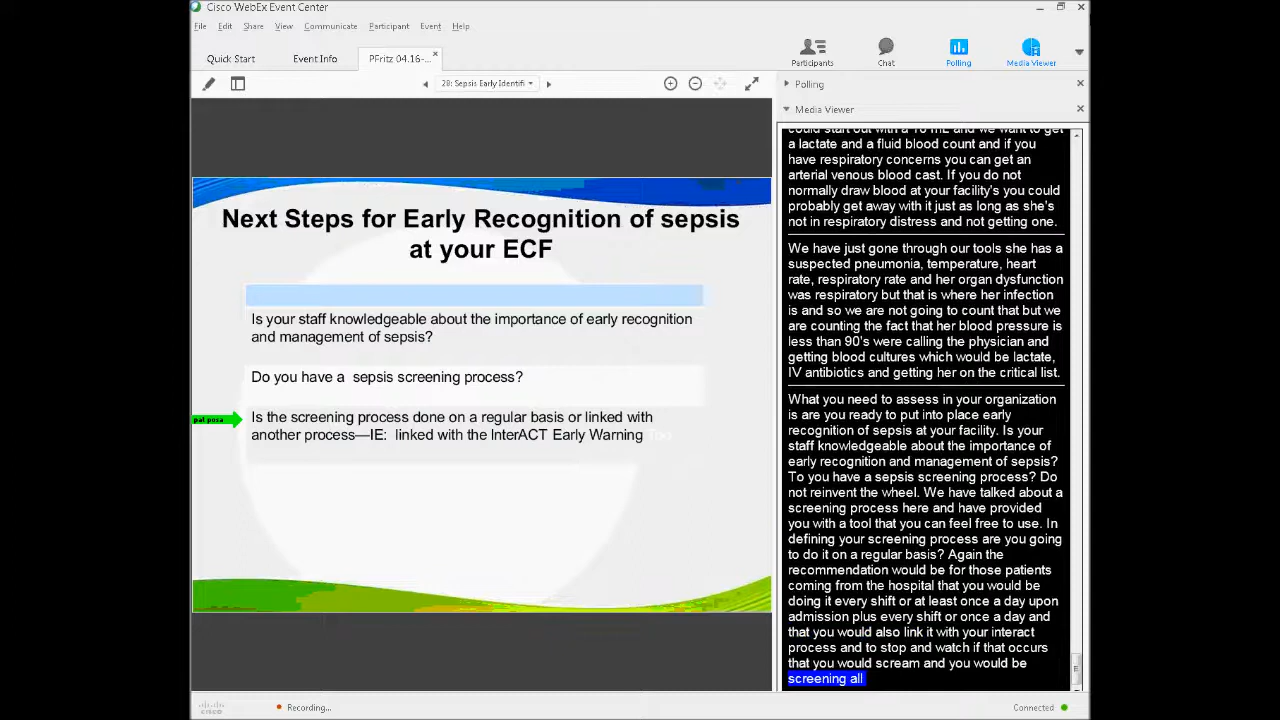 Cisco WebEx Event Center
File Edit Share View Communicate Participant Event Help
Quick Start Event Info PFritz 04.16-...
Participants Chat Polling Media Viewer
28: Sepsis Early Identifi
Polling
Media Viewer
Next Steps for Early Recognition of sepsis
at your ECF
Is your staff knowledgeable about the importance of early recognition
and management of sepsis?
Do you have a sepsis screening process?
pat posa
Is the screening process done on a regular basis or linked with
another process—IE: linked with the InterACT Early Warning Too
could start out with a 10 mL and we want to get
a lactate and a fluid blood count and if you
have respiratory concerns you can get an
arterial venous blood cast. If you do not
normally draw blood at your facility's you could
probably get away with it just as long as she's
not in respiratory distress and not getting one.
We have just gone through our tools she has a
suspected pneumonia, temperature, heart
rate, respiratory rate and her organ dysfunction
was respiratory but that is where her infection
is and so we are not going to count that but we
are counting the fact that her blood pressure is
less than 90's were calling the physician and
getting blood cultures which would be lactate,
IV antibiotics and getting her on the critical list.
What you need to assess in your organization
is are you ready to put into place early
recognition of sepsis at your facility. Is your
staff knowledgeable about the importance of
early recognition and management of sepsis?
To you have a sepsis screening process? Do
not reinvent the wheel. We have talked about a
screening process here and have provided
you with a tool that you can feel free to use. In
defining your screening process are you going
to do it on a regular basis? Again the
recommendation would be for those patients
coming from the hospital that you would be
doing it every shift or at least once a day upon
admission plus every shift or once a day and
that you would also link it with your interact
process and to stop and watch if that occurs
that you would scream and you would be
screening all
Recording...
Connected